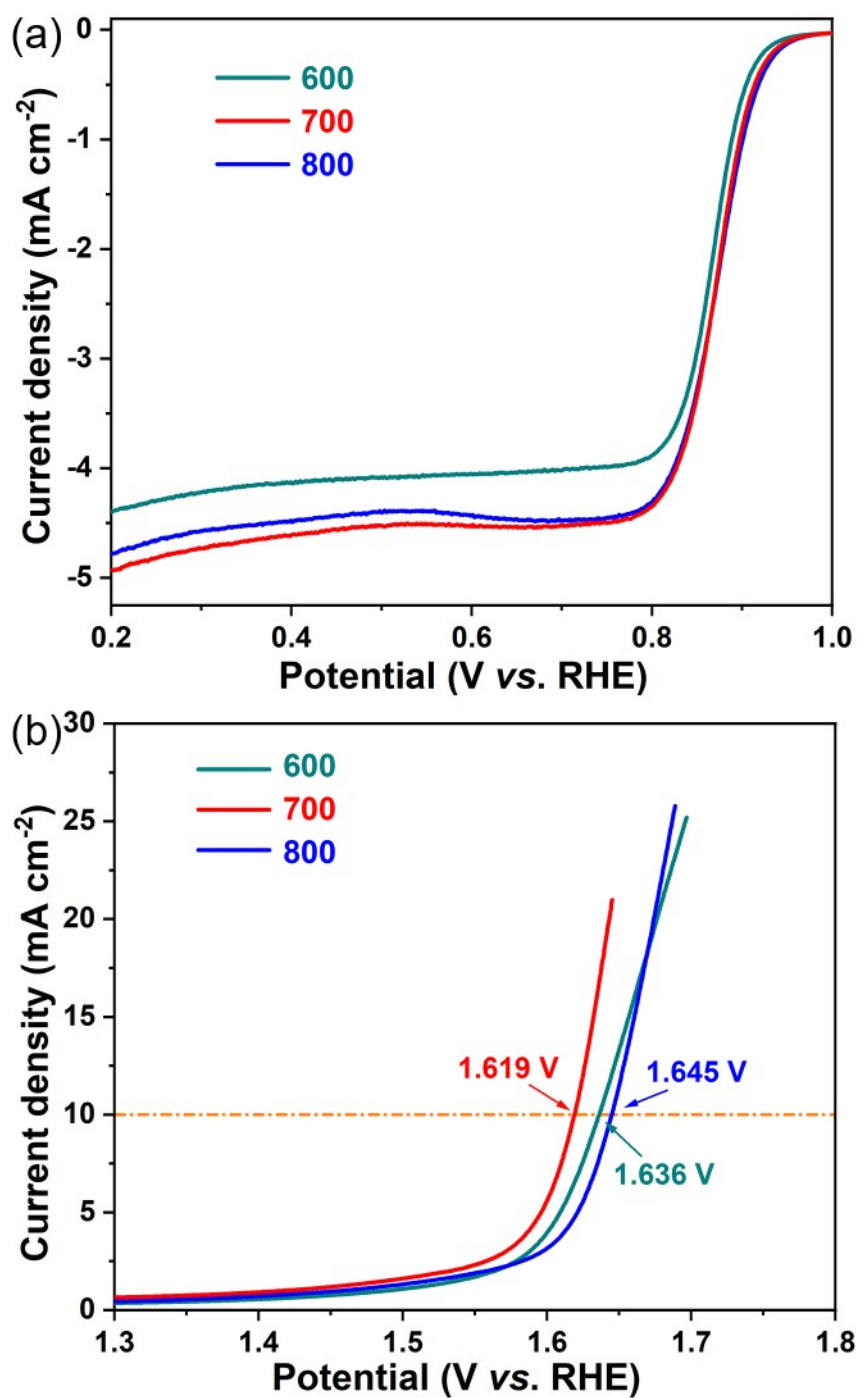 (a)
0
-1
-2
-3
-4
-5
Current density (mA cm-2)
600
700
800
0.2 0.4 0.6 0.8 1.0
Potential (V vs. RHE)
(b)
30
25
20
15
10
5
0
Current density (mA cm-2)
600
700
800
1.619 V
1.645 V
1.636 V
1.3 1.4 1.5 1.6 1.7 1.8
Potential (V vs. RHE)